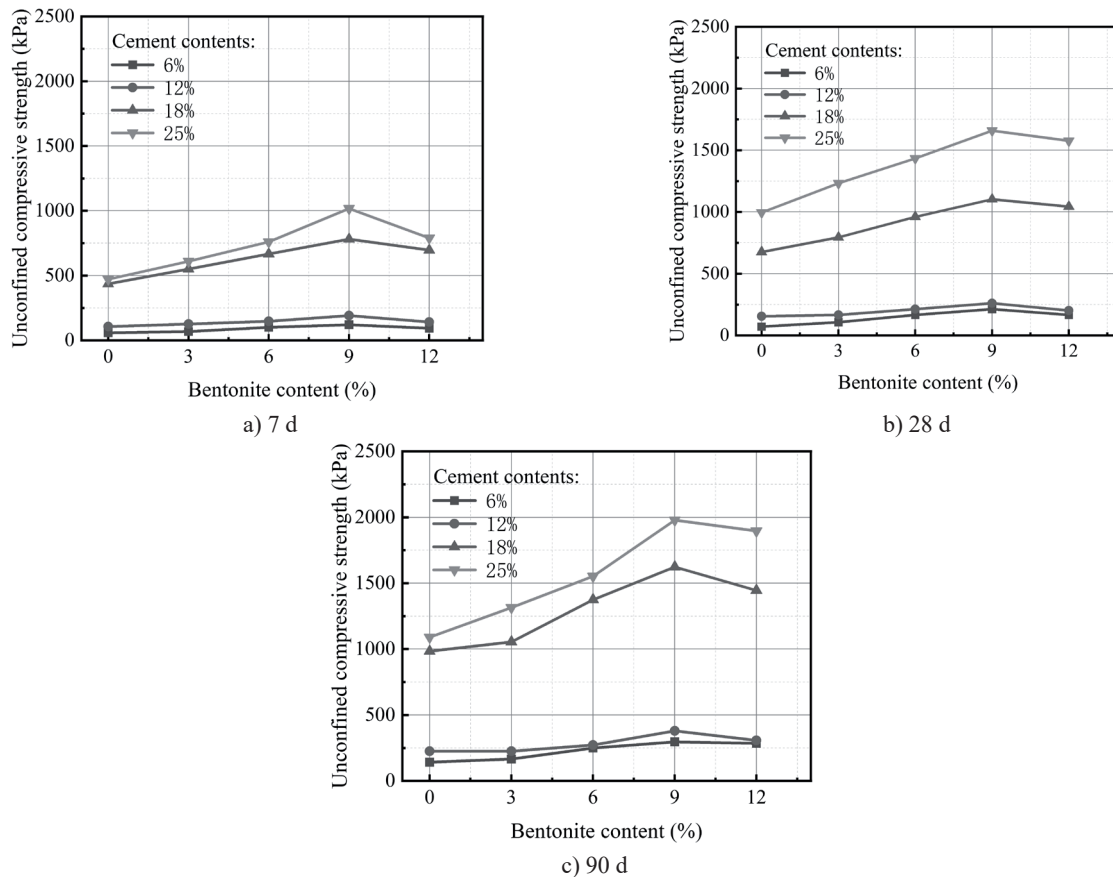 Unconfined compressive strength (kPa)
2500
2000
1500
1000
500
0
Cement contents:
6%
12%
18%
25%
0 3 6 9 12
Bentonite content (%)
a) 7 d
Unconfined compressive strength (kPa)
2500
2000
1500
1000
500
0
Cement contents:
6%
12%
18%
25%
0 3 6 9 12
Bentonite content (%)
b) 28 d
Unconfined compressive strength (kPa)
2500
2000
1500
1000
500
0
Cement contents:
6%
12%
18%
25%
0 3 6 9 12
Bentonite content (%)
c) 90 d